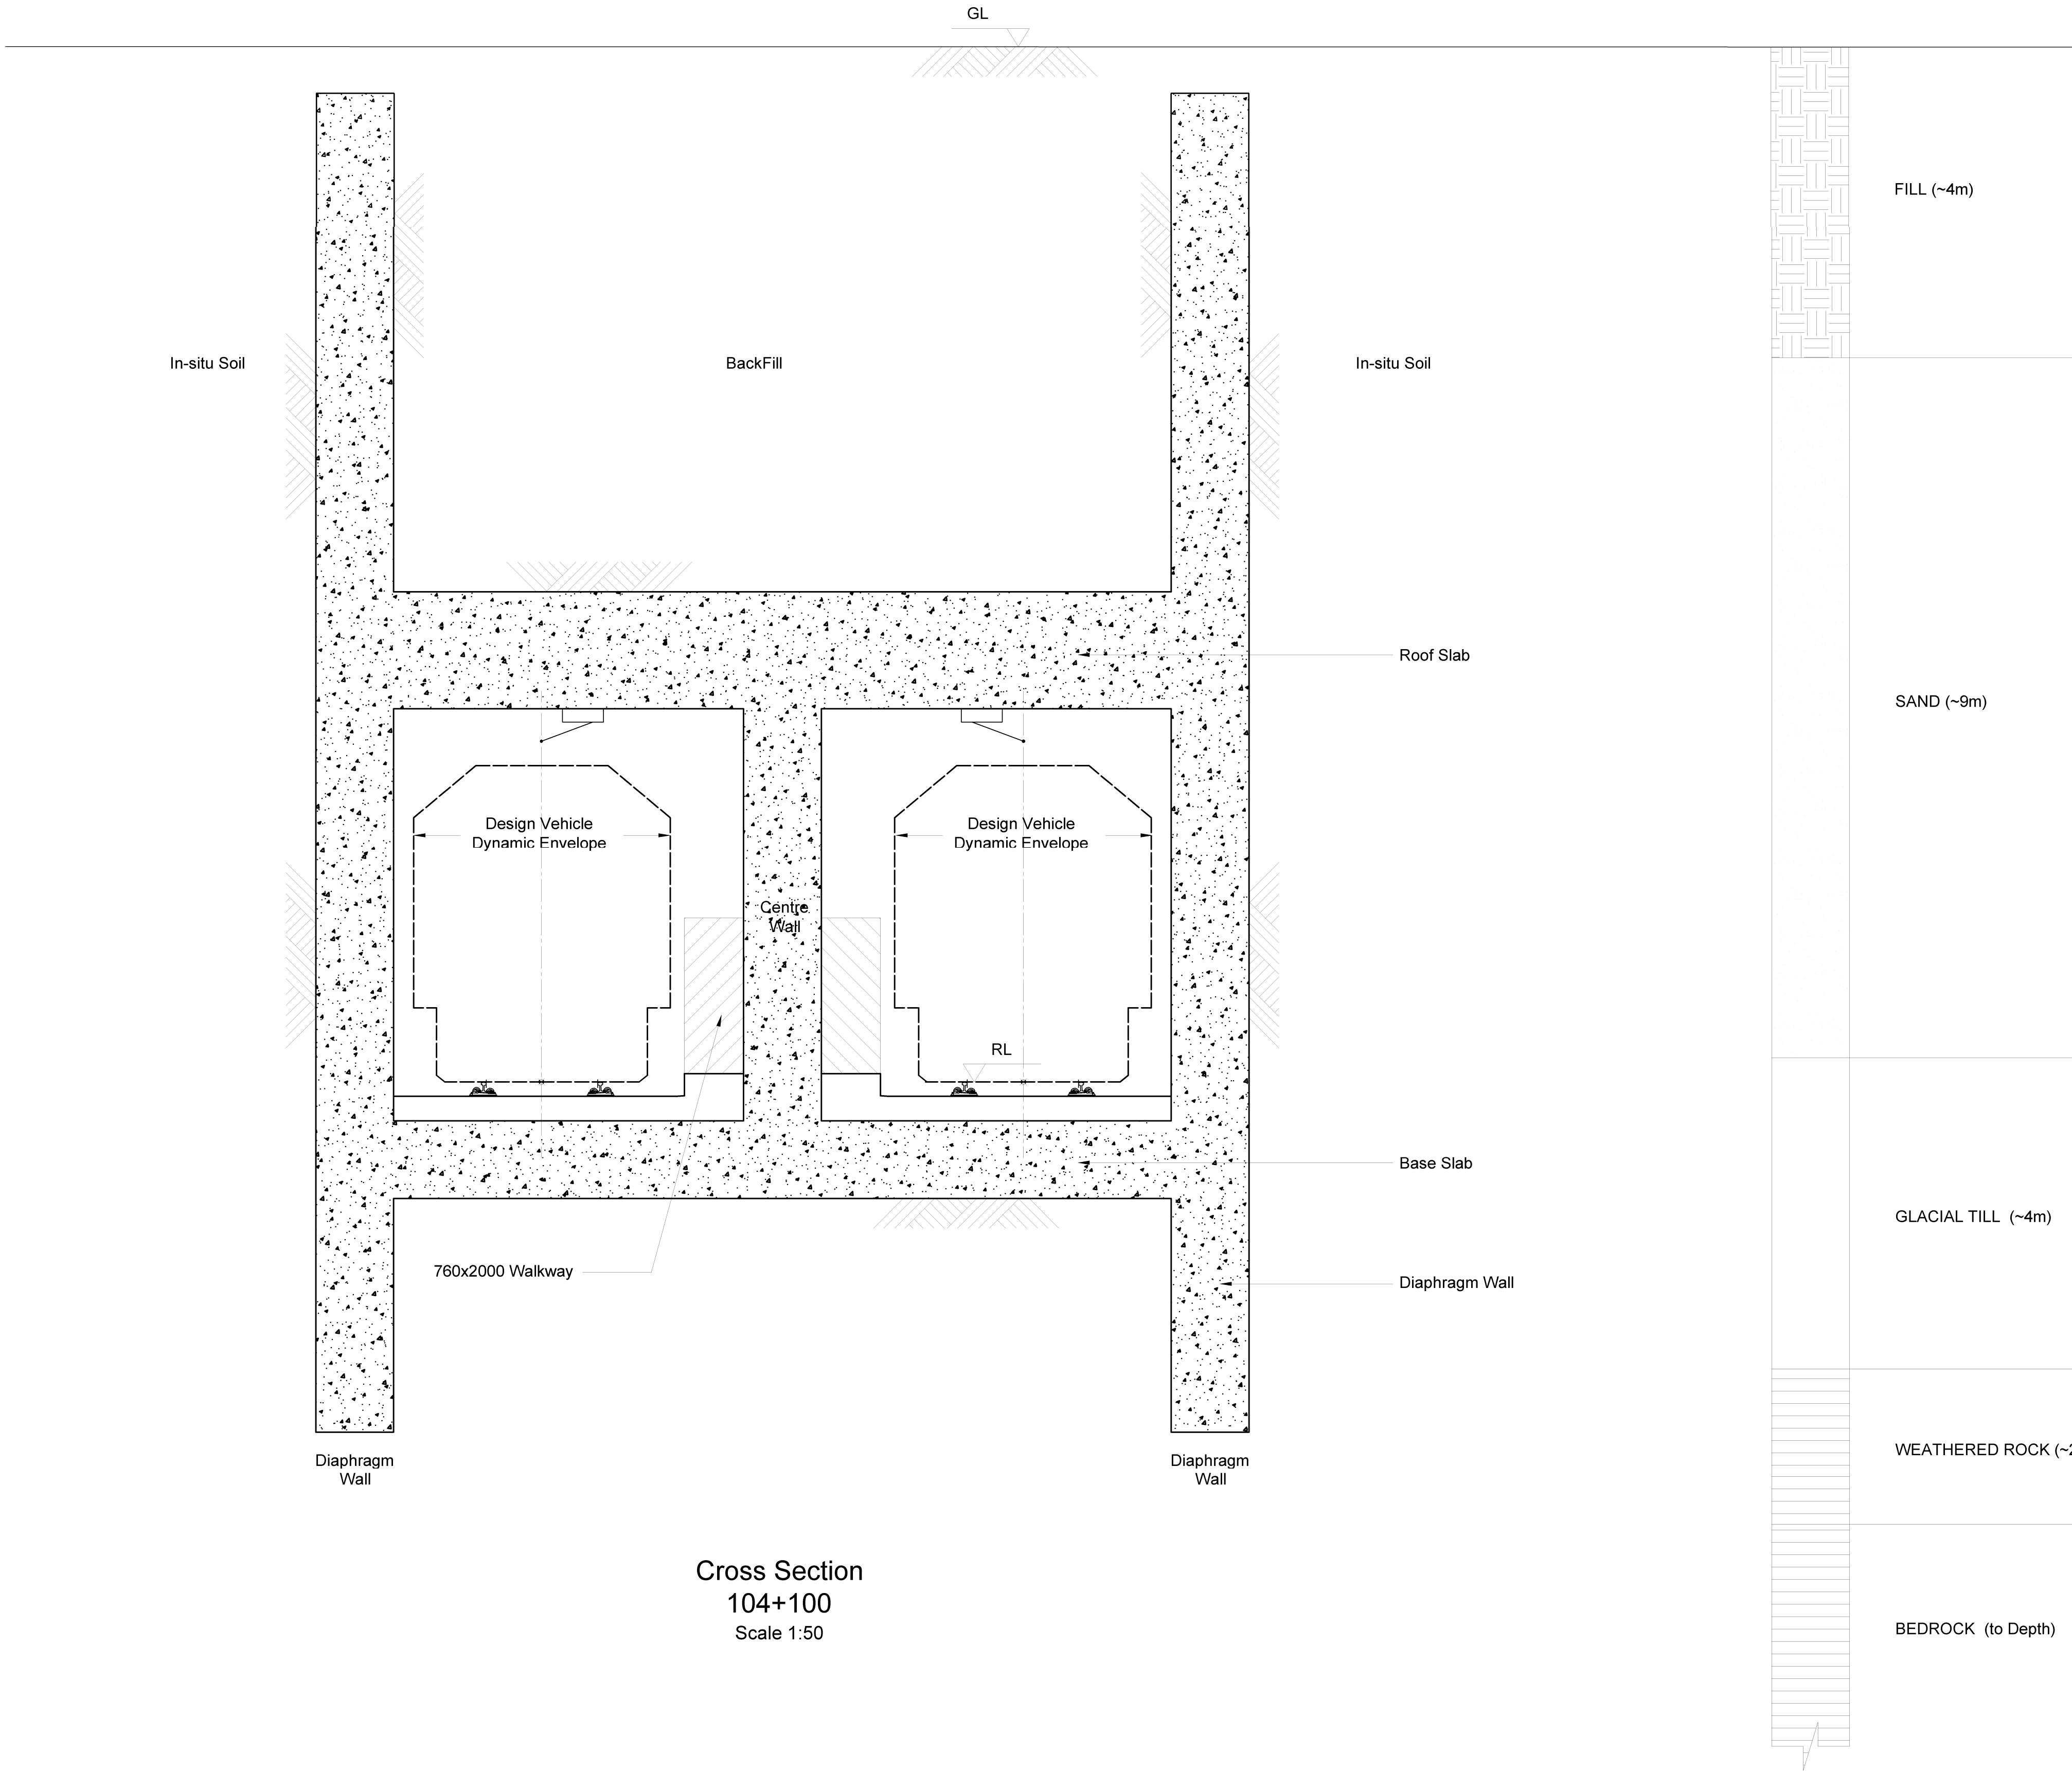 GL
FILL (~4m)
In-situ Soil
BackFill
In-situ Soil
Roof Slab
SAND (~9m)
Design Vehicle
Dynamic Envelope
Design Vehicle
Dynamic Envelope
Centre
Wall
RL
Base Slab
GLACIAL TILL (~4m)
760x2000 Walkway
Diaphragm Wall
WEATHERED ROCK (~2
Diaphragm
Wall
Diaphragm
Wall
Cross Section
104+100
Scale 1:50
BEDROCK (to Depth)